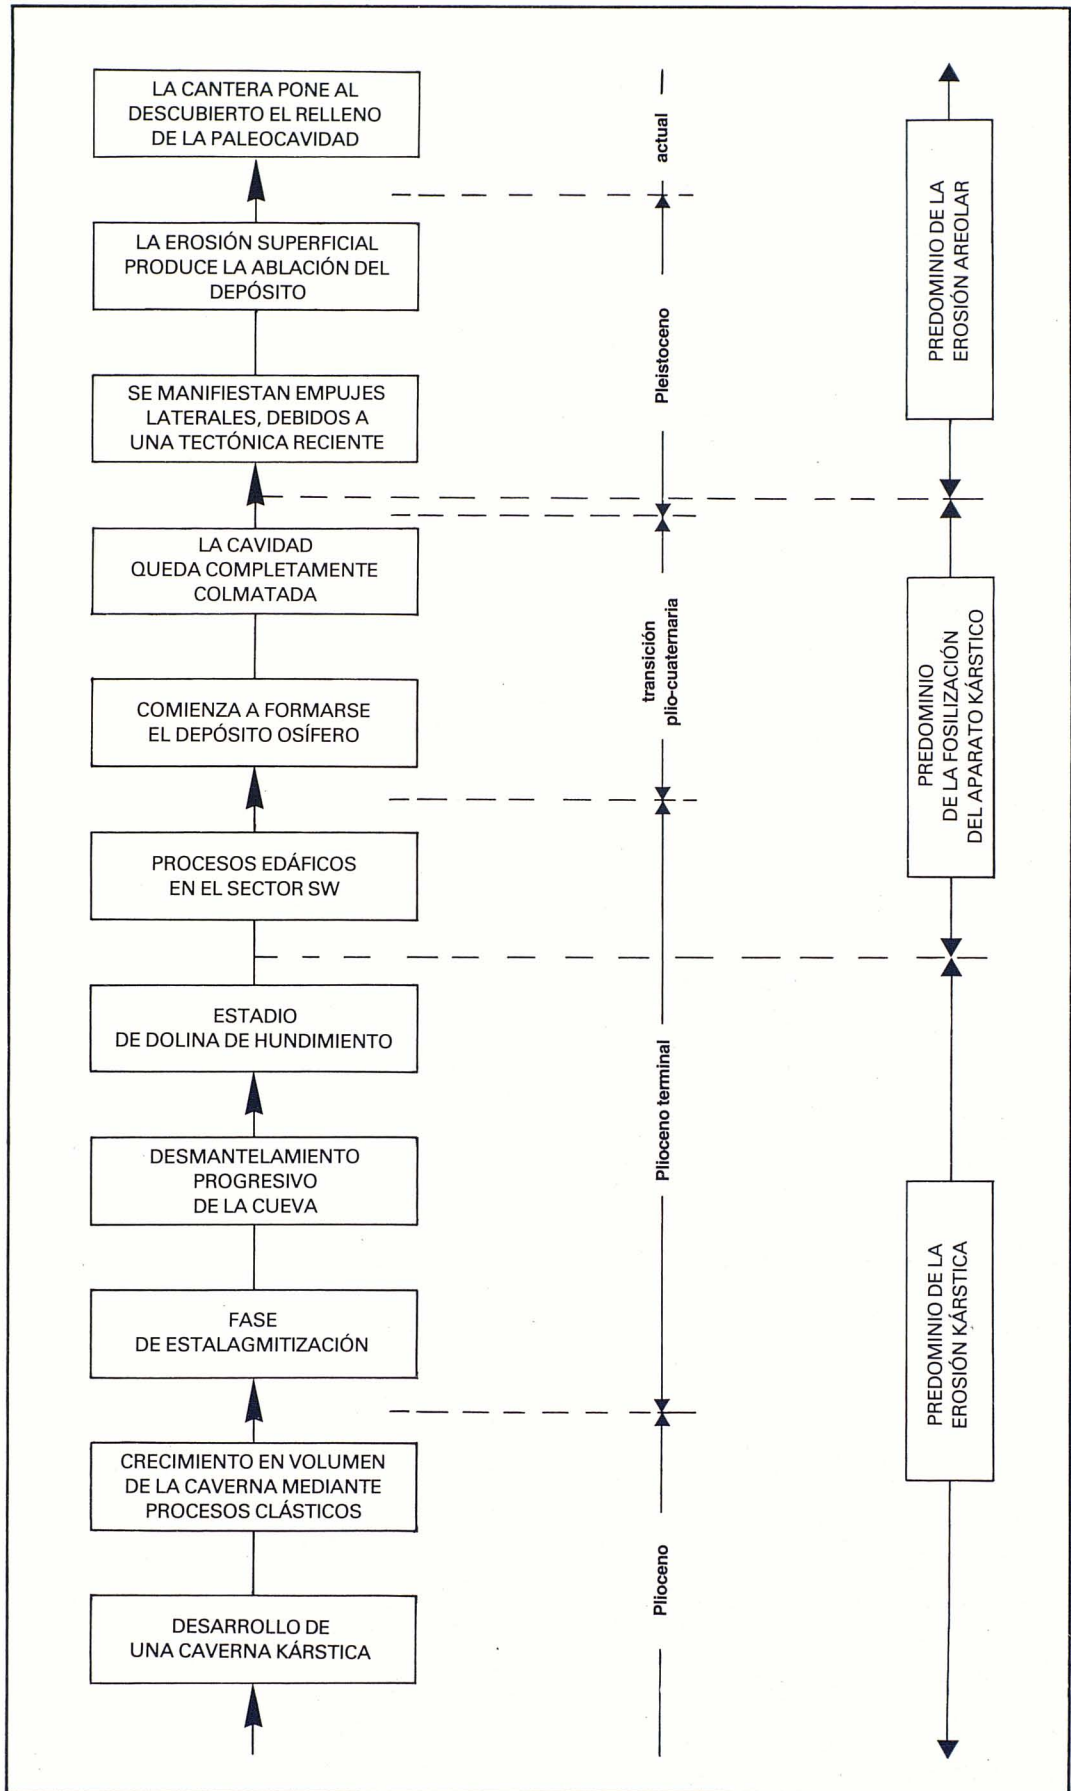 LA CANTERA PONE AL
DESCUBIERTO EL RELLENO
DE LA PALEOCAVIDAD
LA EROSIÓN SUPERFICIAL
PRODUCE LA ABLACIÓN DEL
DEPÓSITO
SE MANIFIESTAN EMPUJES
LATERALES, DEBIDOS A
UNA TECTÓNICA RECIENTE
LA CAVIDAD
QUEDA COMPLETAMENTE
COLMATADA
COMIENZA A FORMARSE
EL DEPÓSITO OSÍFERO
PROCESOS EDÁFICOS
EN EL SECTOR SW
ESTADIO
DE DOLINA DE HUNDIMIENTO
DESMANTELAMIENTO
PROGRESIVO
DE LA CUEVA
FASE
DE ESTALAGMITIZACIÓN
CRECIMIENTO EN VOLUMEN
DE LA CAVERNA MEDIANTE
PROCESOS CLÁSTICOS
DESARROLLO DE
UNA CAVERNA KÁRSTICA
actual
Pleistoceno
transición
plio-cuaternaria
Plioceno terminal
Plioceno
PREDOMINIO DE LA
EROSIÓN AREOLAR
PREDOMINIO
DE LA FOSILIZACIÓN
DEL APARATO KÁRSTICO
PREDOMINIO DE LA
EROSIÓN KÁRSTICA